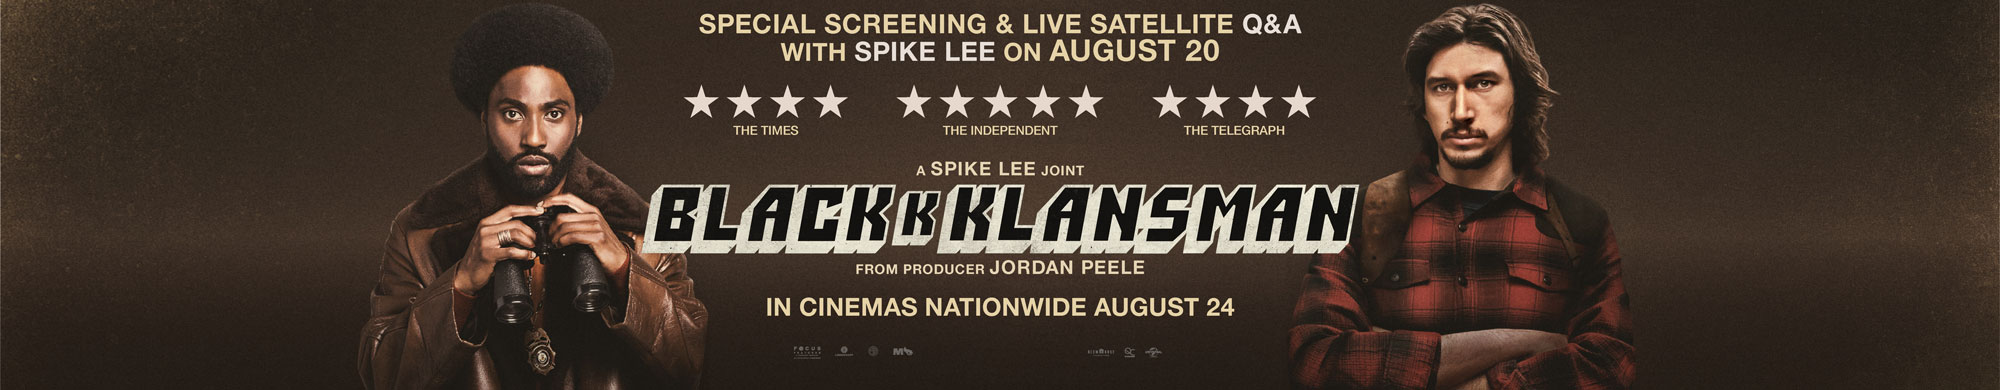 SPECIAL SCREENING & LIVE SATELLITE Q&A
WITH SPIKE LEE ON AUGUST 20
THE TIMES
THE INDEPENDENT
THE TELEGRAPH
A SPIKE LEE JOINT
BLACKkKLANSMAN
FROM PRODUCER JORDAN PEELE
IN CINEMAS NATIONWIDE AUGUST 24
FOCUS